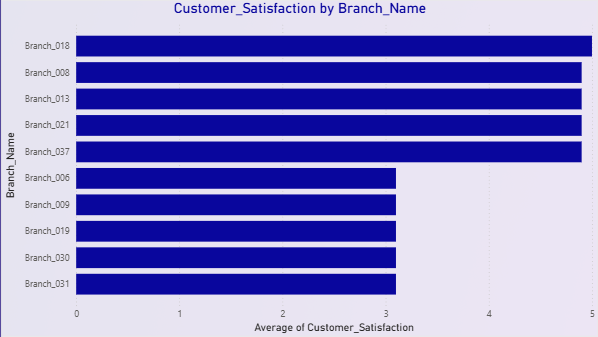 Customer_Satisfaction by Branch_Name
Branch_Name
Branch_018
Branch_008
Branch_013
Branch_021
Branch_037
Branch_006
Branch_009
Branch_019
Branch_030
Branch_031
0 1 2 3 4 5
Average of Customer_Satisfaction